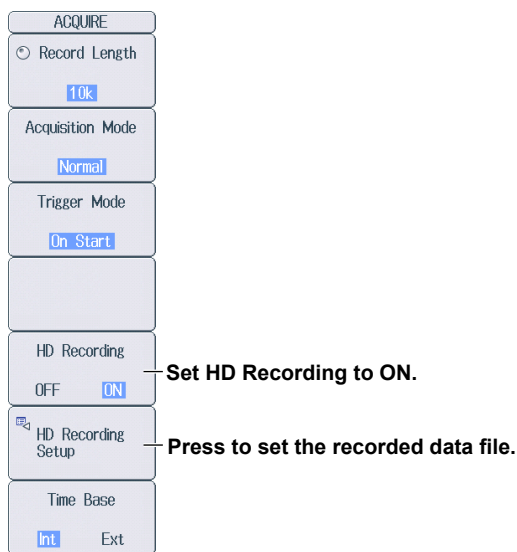 ACQUIRE
Record Length
10k
Acquisition Mode
Normal
Trigger Mode
On Start
HD Recording
OFF ON
Set HD Recording to ON.
HD Recording
Setup
Press to set the recorded data file.
Time Base
Int Ext